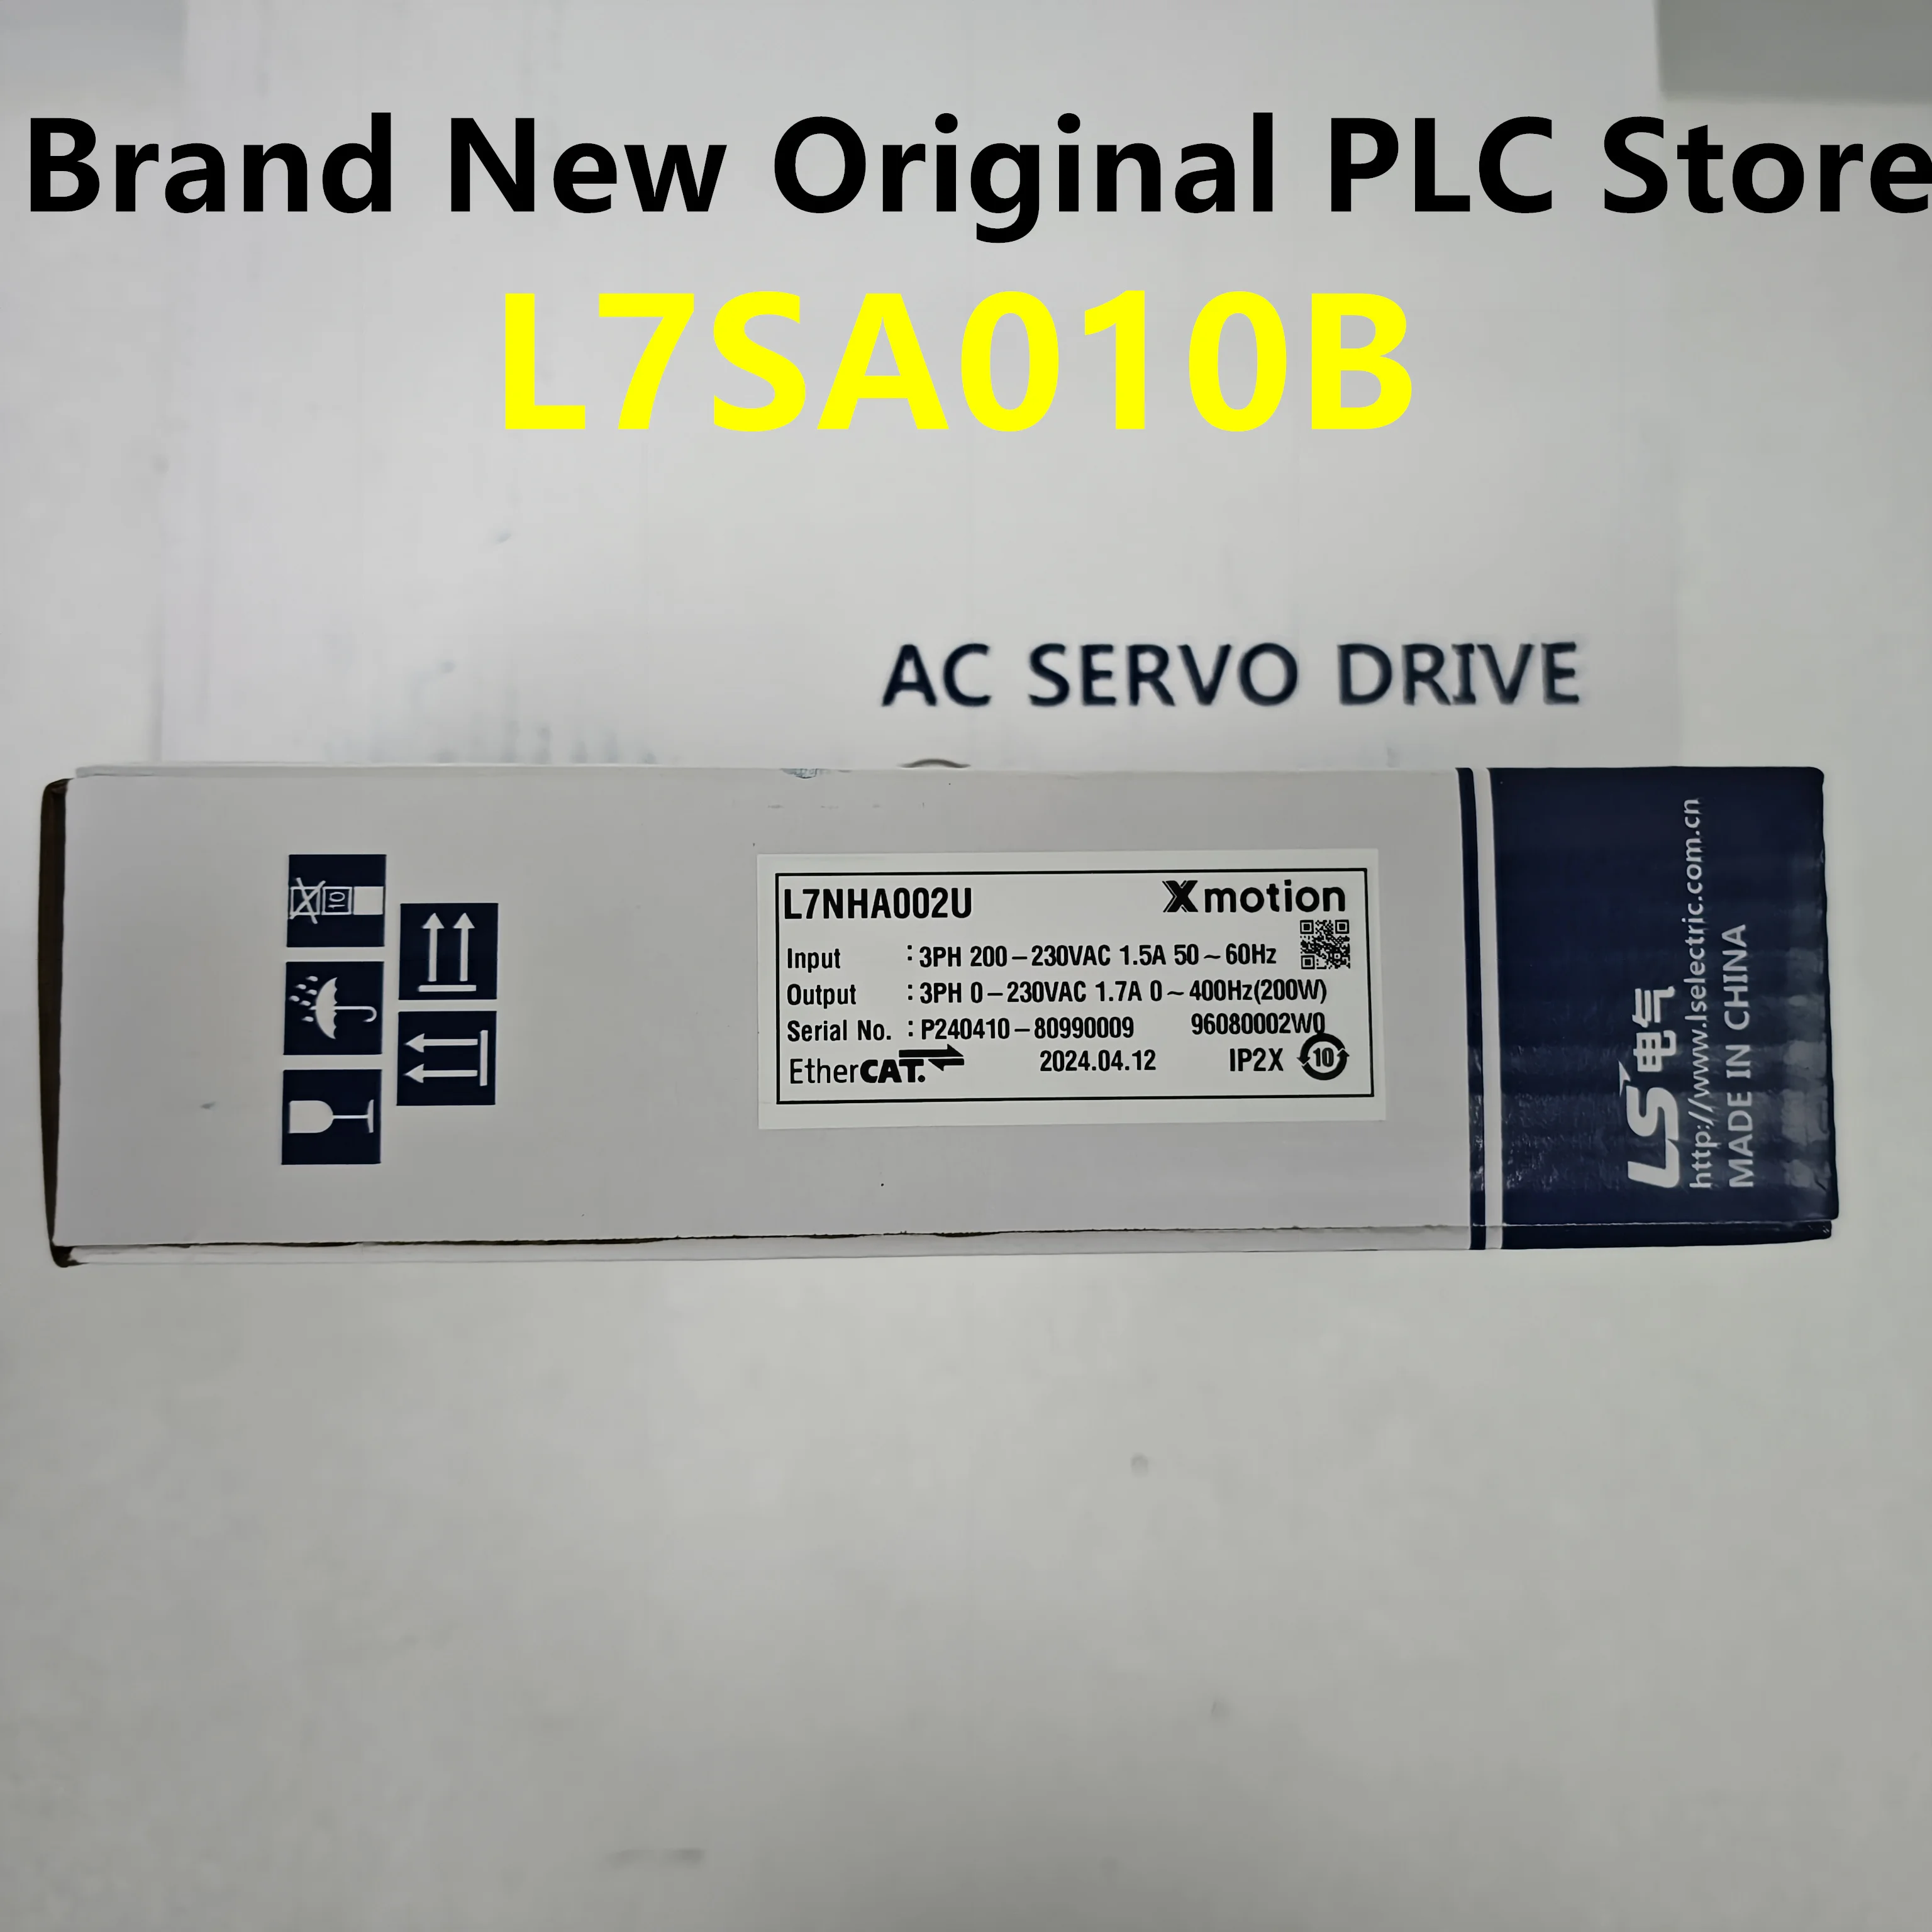 Brand New Original PLC Store
L7SA010B
AC SERVO DRIVE
L7NHA002U
Xmotion
Input : 3PH 200-230VAC 1.5A 50~60Hz
Output : 3PH 0-230VAC 1.7A 0~400Hz(200W)
Serial No. : P240410-80990009 96080002W0
EtherCAT. 2024.04.12 IP2X 10
10
LS 电气
http://www.lselectric.com.cn
MADE IN CHINA